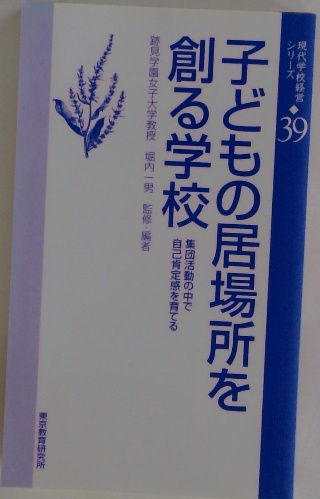 現代学校経営
シリーズ◆39
子どもの居場所を
創る学校
集団活動の中で
自己肯定感を育てる
跡見学園女子大学教授 堀内一男 監修・編者
東京教育研究所